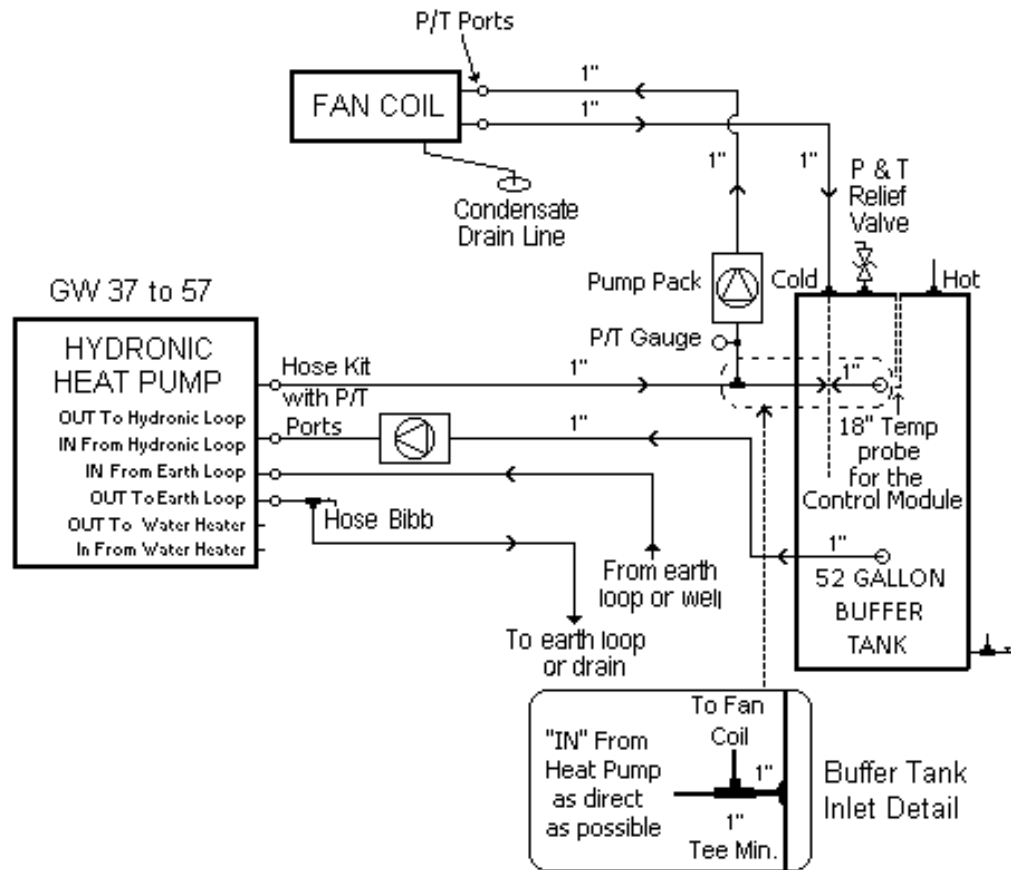 P/T Ports
1"
FAN COIL
1"
1"
1"
P & T
Relief
Valve
Condensate
Drain Line
Pump Pack
Cold
Hot
GW 37 to 57
P/T Gauge
HYDRONIC
HEAT PUMP
Hose Kit
with P/T
Ports
1"
1"
OUT To Hydronic Loop
IN From Hydronic Loop
IN From Earth Loop
OUT To Earth Loop
OUT To Water Heater
In From Water Heater
1"
18" Temp
probe
for the
Control Module
Hose Bibb
1"
From earth
loop or well
52 GALLON
BUFFER
TANK
To earth loop
or drain
To Fan
Coil
"IN" From
Heat Pump
as direct
as possible
1"
1"
Tee Min.
Buffer Tank
Inlet Detail